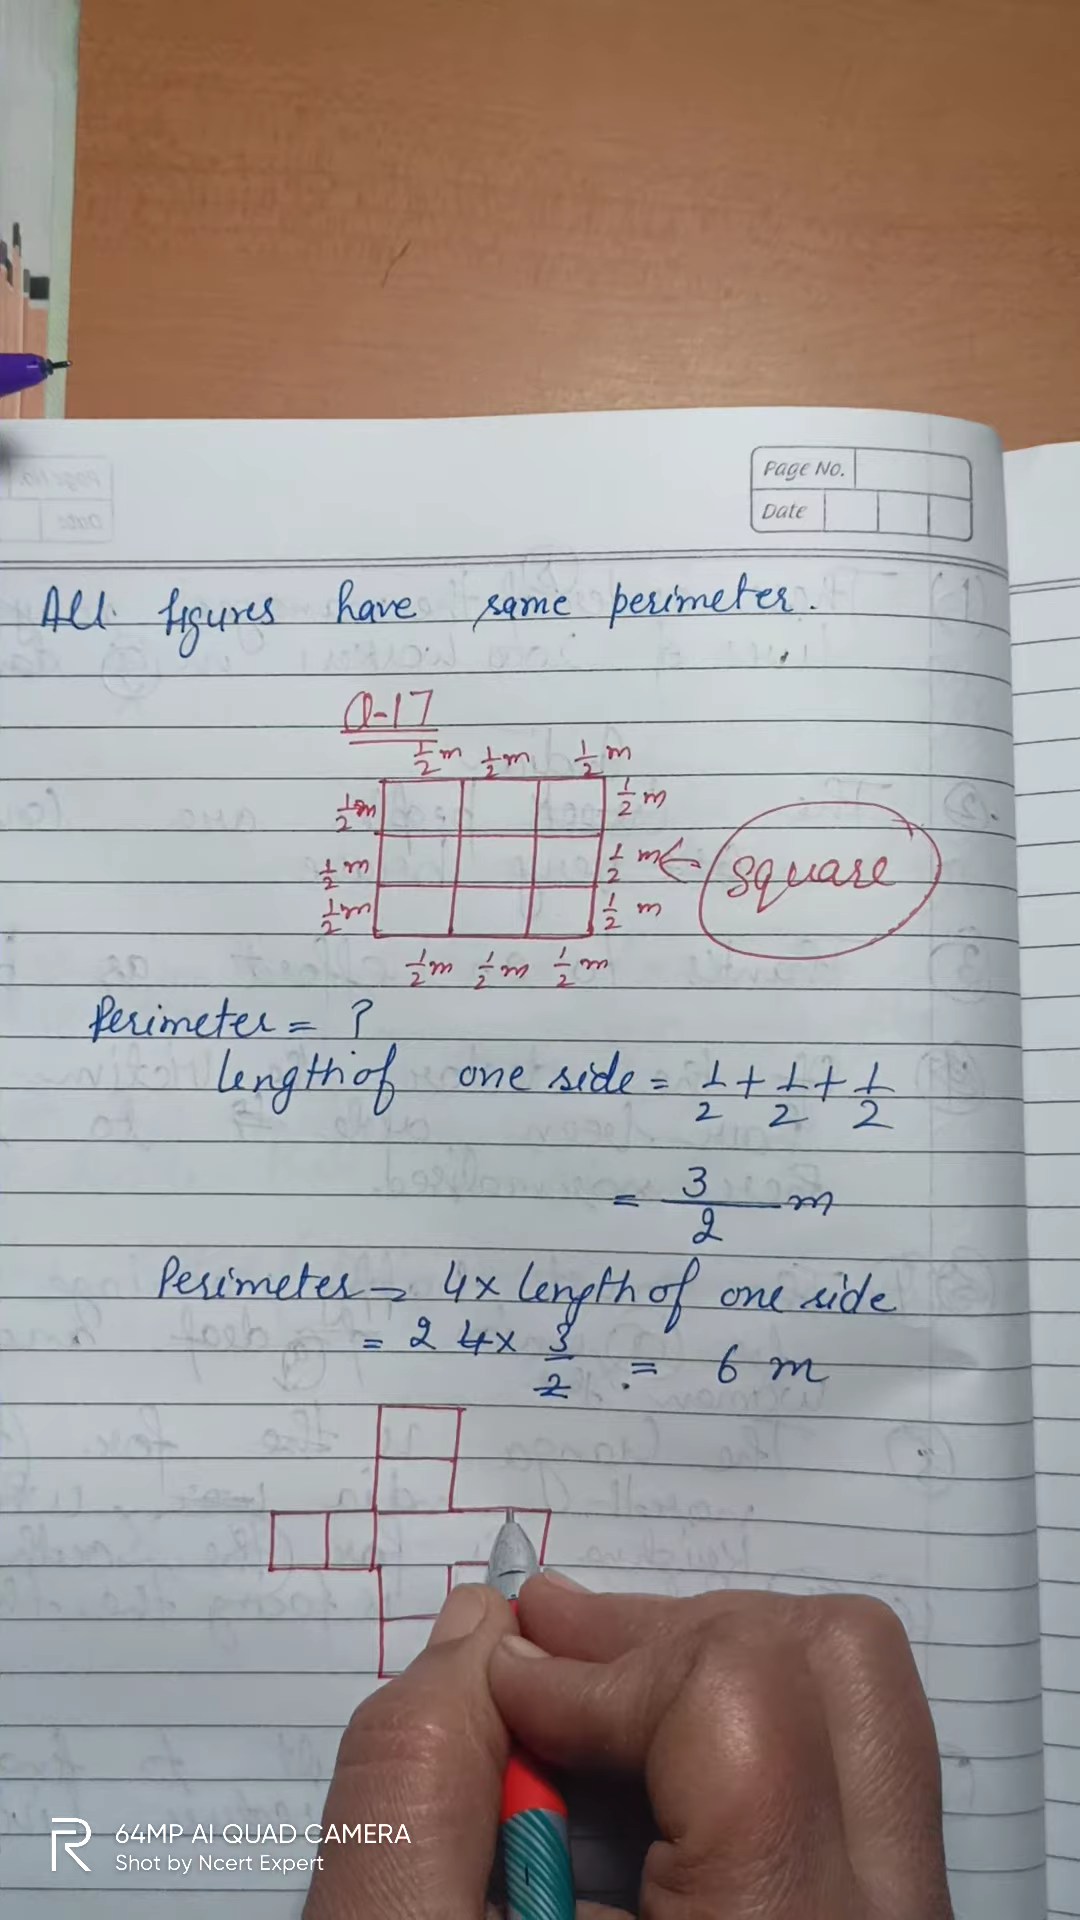 Page No.
Date
All figures have same perimeter.
Q-17
1/2 m 1/2 m 1/2 m
1/2 m 1/2 m
1/2 m 1/2 m ← square
1/2 m 1/2 m
1/2 m 1/2 m 1/2 m
Perimeter = ?
length of one side = 1/2 + 1/2 + 1/2
= 3/2 m
Perimeter = 4 x length of one side
= 2 4 x 3/2 = 6 m
64MP AI QUAD CAMERA
Shot by Ncert Expert